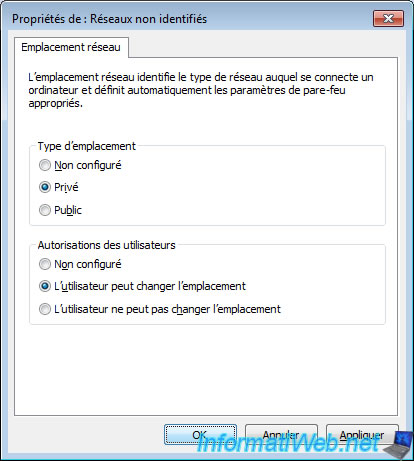 Propriétés de : Réseaux non identifiés
Emplacement réseau
L'emplacement réseau identifie le type de réseau auquel se connecte un
ordinateur et définit automatiquement les paramètres de pare-feu
appropriés.
Type d'emplacement
Non configuré
Privé
Public
Autorisations des utilisateurs
Non configuré
L'utilisateur peut changer l'emplacement
L'utilisateur ne peut pas changer l'emplacement
OK Annuler Appliquer
InformatiWeb.net